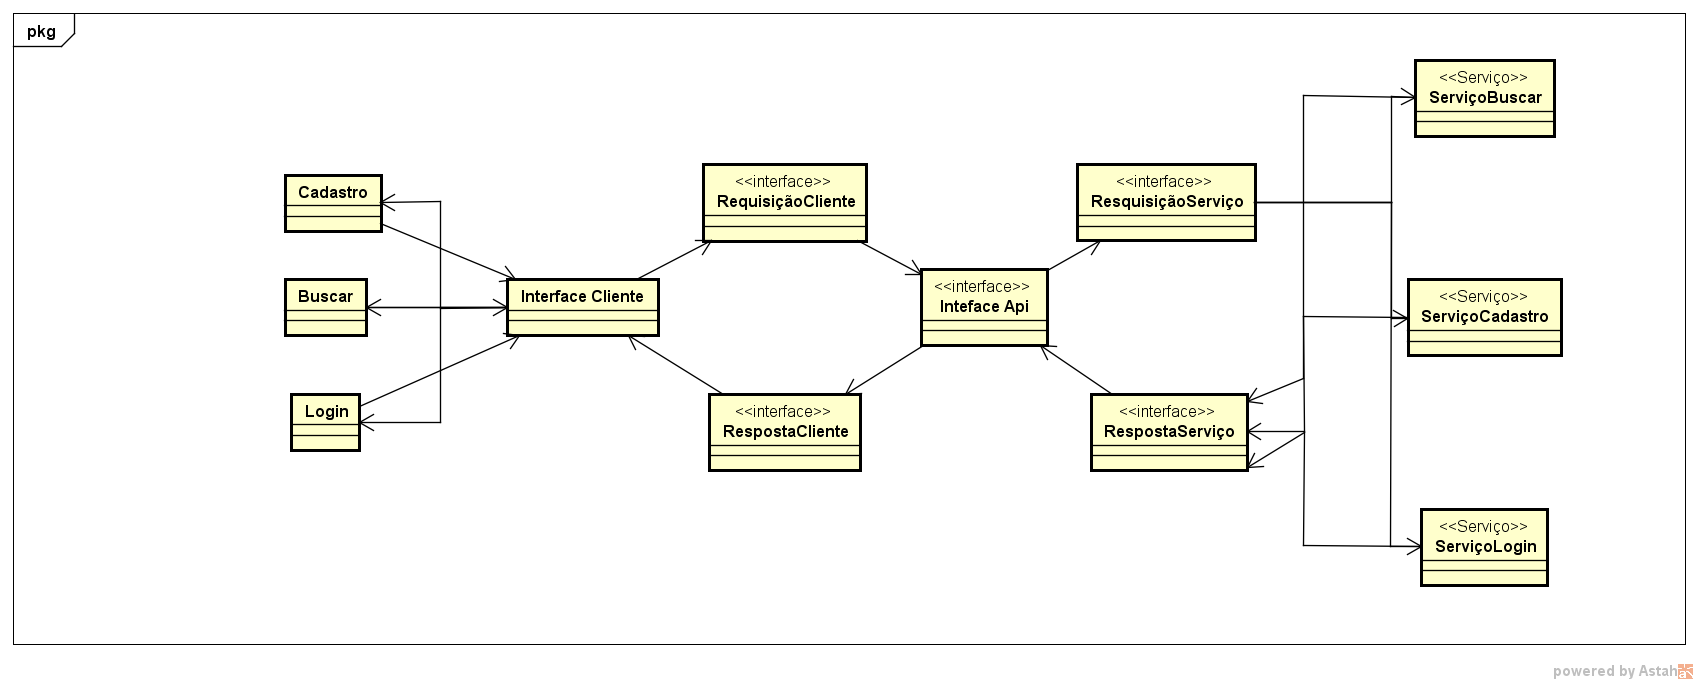 pkg
<<Serviço>>
ServiçoBuscar
Cadastro
<<interface>>
RequisiçãoCliente
<<interface>>
ResquisiçãoServiço
Buscar
Interface Cliente
<<interface>>
Inteface Api
<<Serviço>>
ServiçoCadastro
Login
<<interface>>
RespostaCliente
<<interface>>
RespostaServiço
<<Serviço>>
ServiçoLogin
powered by Astah